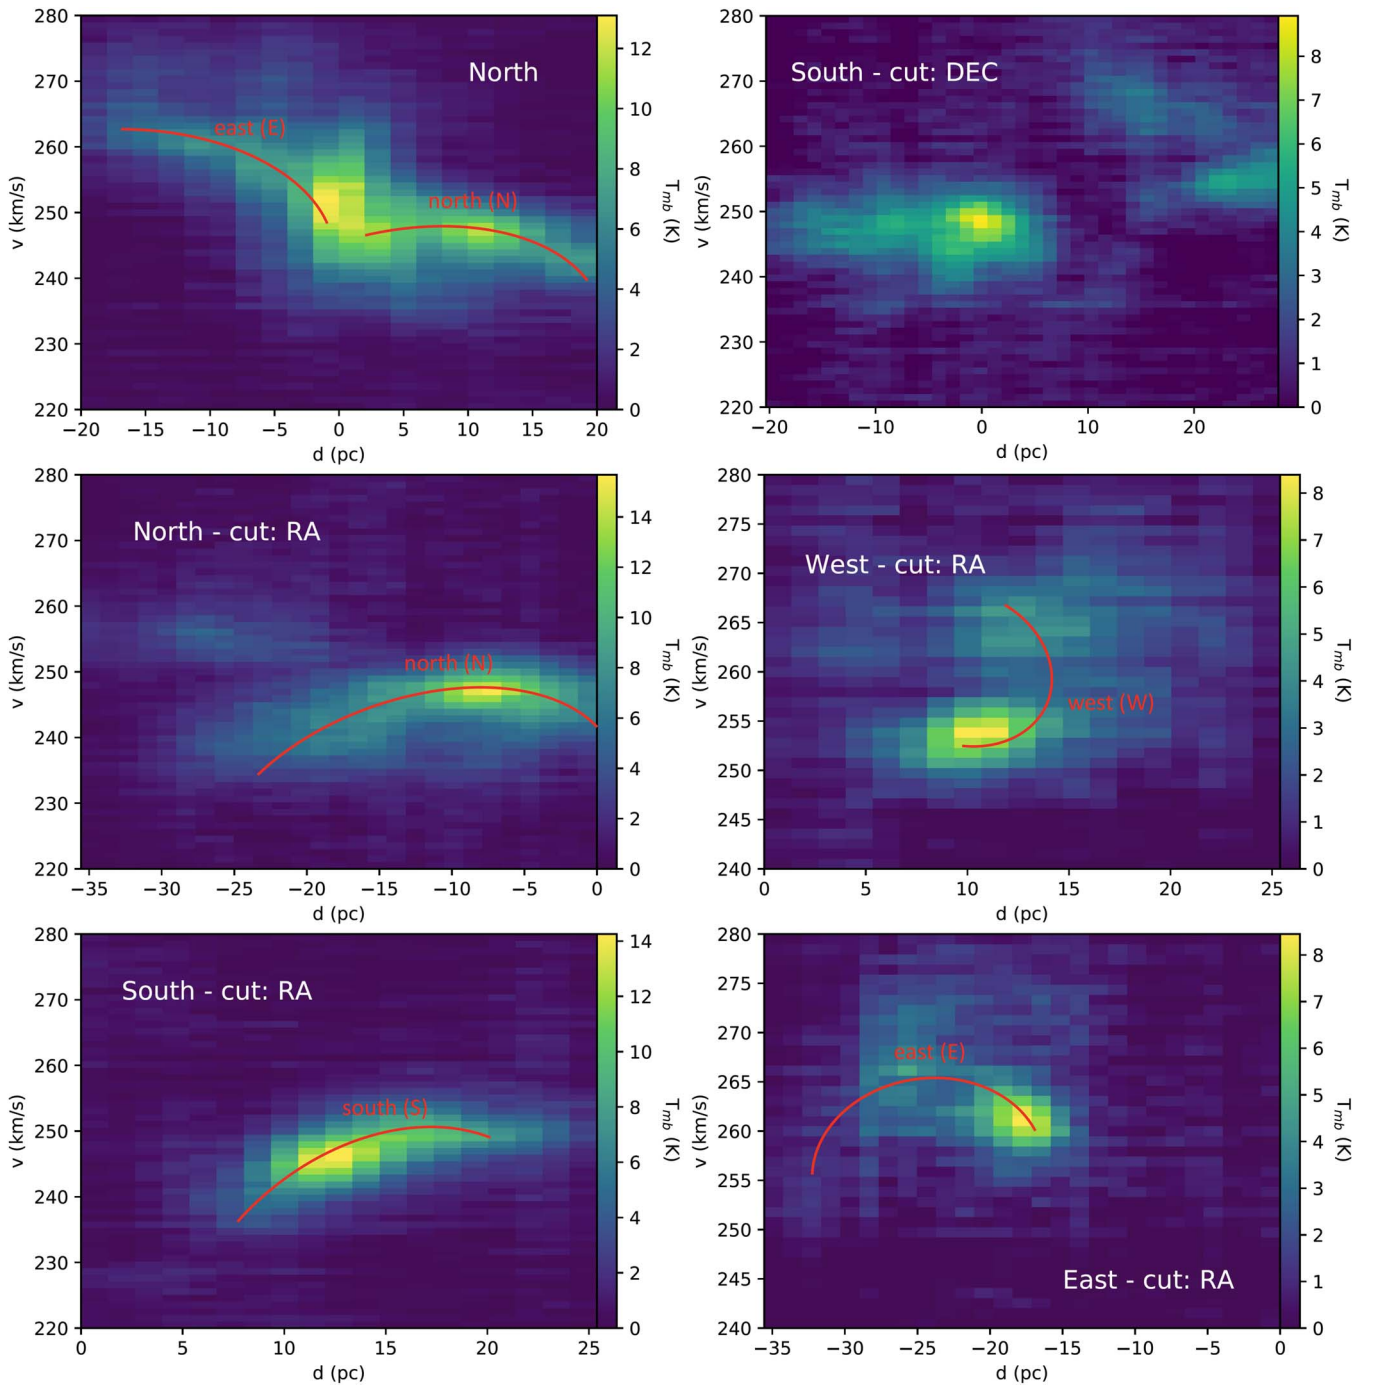 280
270
260
250
240
230
220
v (km/s)
North
east (E)
north (N)
−20 −15 −10 −5 0 5 10 15 20
d (pc)
12
10
8
6
4
2
0
T_mb (K)
280
270
260
250
240
230
220
v (km/s)
South - cut: DEC
−20 −10 0 10 20
d (pc)
8
7
6
5
4
3
2
1
0
T_mb (K)
280
270
260
250
240
230
220
v (km/s)
North - cut: RA
north (N)
−35 −30 −25 −20 −15 −10 −5 0
d (pc)
14
12
10
8
6
4
2
0
T_mb (K)
280
275
270
265
260
255
250
245
240
v (km/s)
West - cut: RA
west (W)
0 5 10 15 20 25
d (pc)
8
7
6
5
4
3
2
1
0
T_mb (K)
280
270
260
250
240
230
220
v (km/s)
South - cut: RA
south (S)
0 5 10 15 20 25
d (pc)
14
12
10
8
6
4
2
0
T_mb (K)
280
275
270
265
260
255
250
245
240
v (km/s)
east (E)
East - cut: RA
−35 −30 −25 −20 −15 −10 −5 0
d (pc)
8
7
6
5
4
3
2
1
0
T_mb (K)